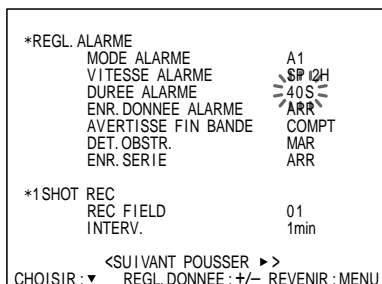 *REGL. ALARME
MODE ALARME A1
VITESSE ALARME SP 2H
DUREE ALARME 40S
ENR. DONNEE ALARME ARR
AVERTISSE FIN BANDE COMPT
DET. OBSTR. MAR
ENR. SERIE ARR
*1SHOT REC
REC FIELD 01
INTERV. 1min
<SUIVANT POUSSER ►>
CHOISIR : ▼ REGL. DONNEE : +/– REVENIR : MENU